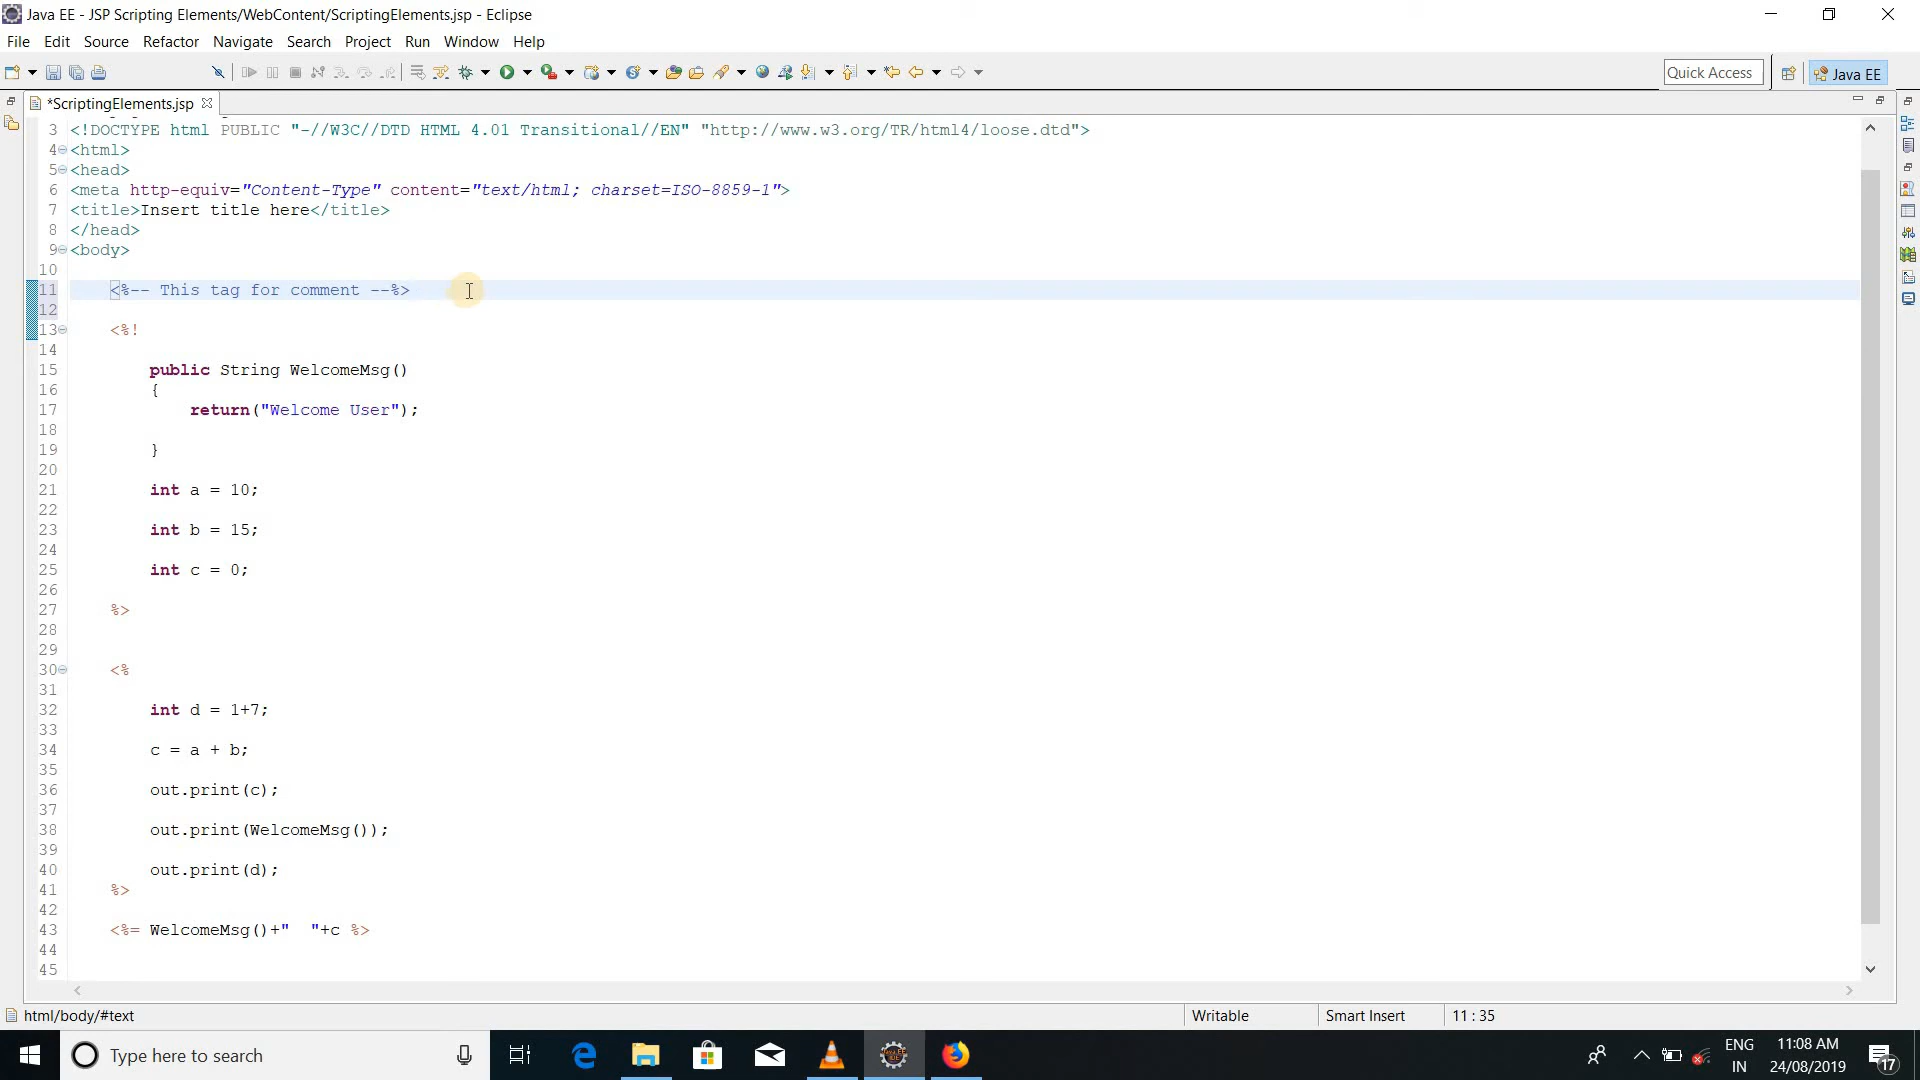 Java EE - JSP Scripting Elements/WebContent/ScriptingElements.jsp - Eclipse
File Edit Source Refactor Navigate Search Project Run Window Help
Quick Access Java EE
*ScriptingElements.jsp
3 <!DOCTYPE html PUBLIC "-//W3C//DTD HTML 4.01 Transitional//EN" "http://www.w3.org/TR/html4/loose.dtd">
4 <html>
5 <head>
6 <meta http-equiv="Content-Type" content="text/html; charset=ISO-8859-1">
7 <title>Insert title here</title>
8 </head>
9 <body>
10
11 <%-- This tag for comment --%>
12
13 <%!
14
15 public String WelcomeMsg()
16 {
17 return("Welcome User");
18
19 }
20
21 int a = 10;
22
23 int b = 15;
24
25 int c = 0;
26
27 %>
28
29
30 <%
31
32 int d = 1+7;
33
34 c = a + b;
35
36 out.print(c);
37
38 out.print(WelcomeMsg());
39
40 out.print(d);
41 %>
42
43 <%= WelcomeMsg()+"  "+c %>
44
45
html/body/#text Writable Smart Insert 11 : 35
Type here to search
ENG 11:08 AM
IN 24/08/2019 17